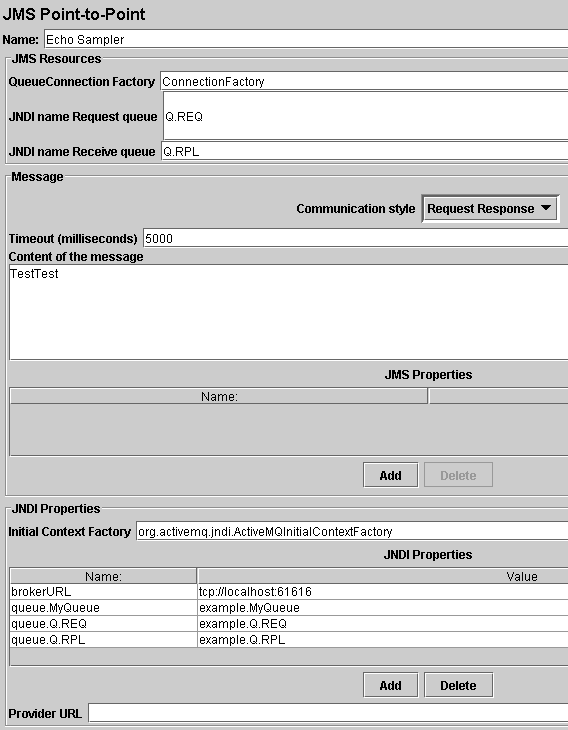 JMS Point-to-Point
Name: Echo Sampler
JMS Resources
QueueConnection Factory ConnectionFactory
JNDI name Request queue Q.REQ
JNDI name Receive queue Q.RPL
Message
Communication style Request Response
Timeout (milliseconds) 5000
Content of the message
TestTest
JMS Properties
Name:
Add Delete
JNDI Properties
Initial Context Factory org.activemq.jndi.ActiveMQInitialContextFactory
JNDI Properties
Name: Value
brokerURL tcp://localhost:61616
queue.MyQueue example.MyQueue
queue.Q.REQ example.Q.REQ
queue.Q.RPL example.Q.RPL
Add Delete
Provider URL